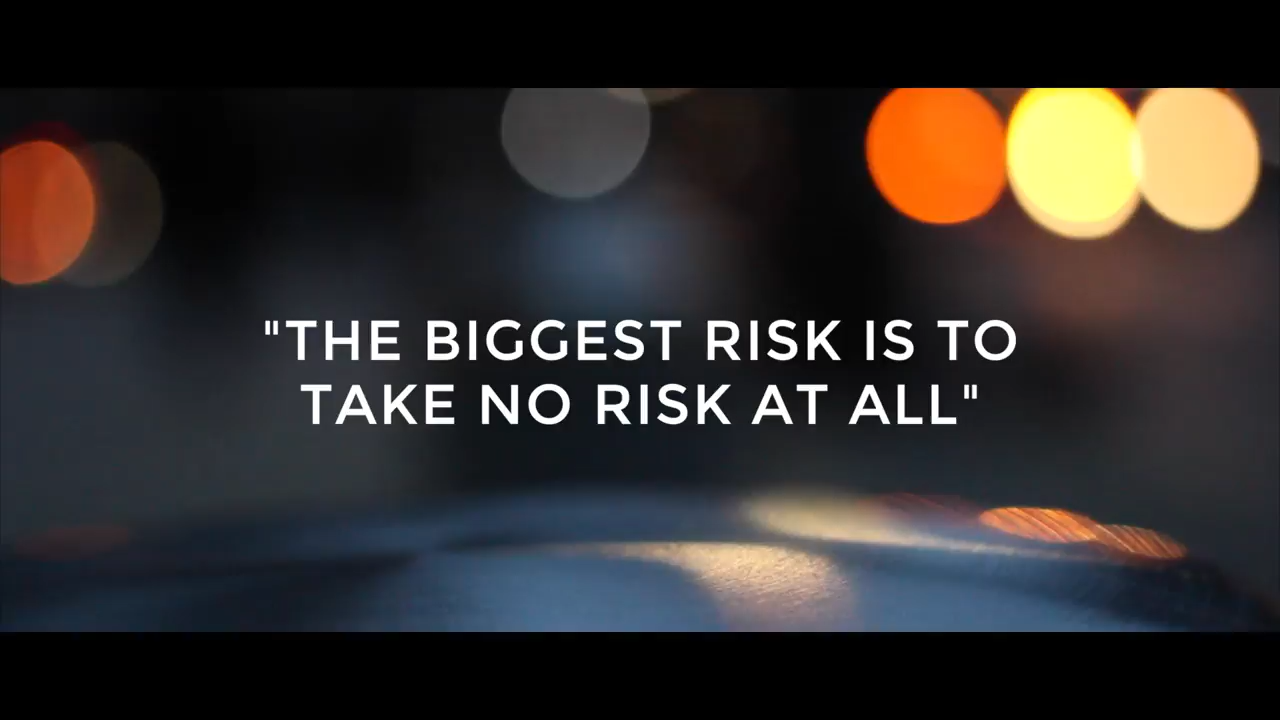 "THE BIGGEST RISK IS TO
TAKE NO RISK AT ALL"